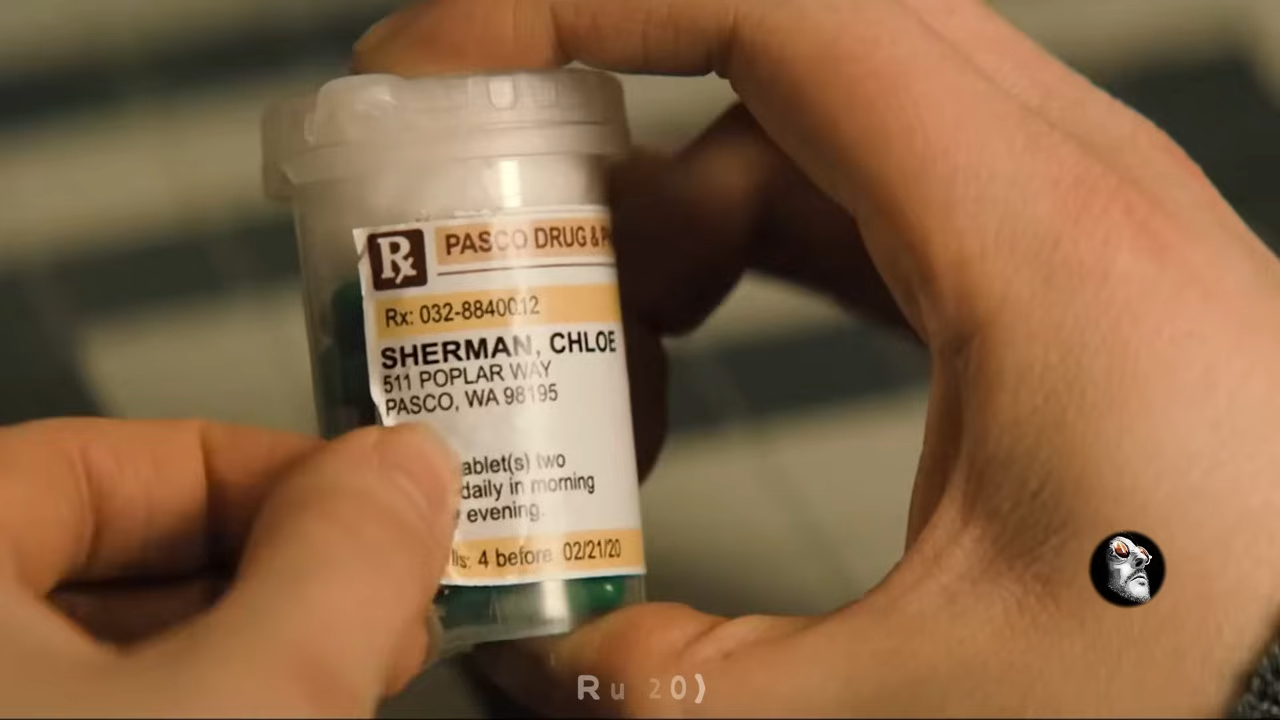 Rx PASCO DRUG &
Rx: 032-8840012
SHERMAN, CHLOE
511 POPLAR WAY
PASCO, WA 98195
ablet(s) two
daily in morning
evening.
lls: 4 before 02/21/20
Ru 20)